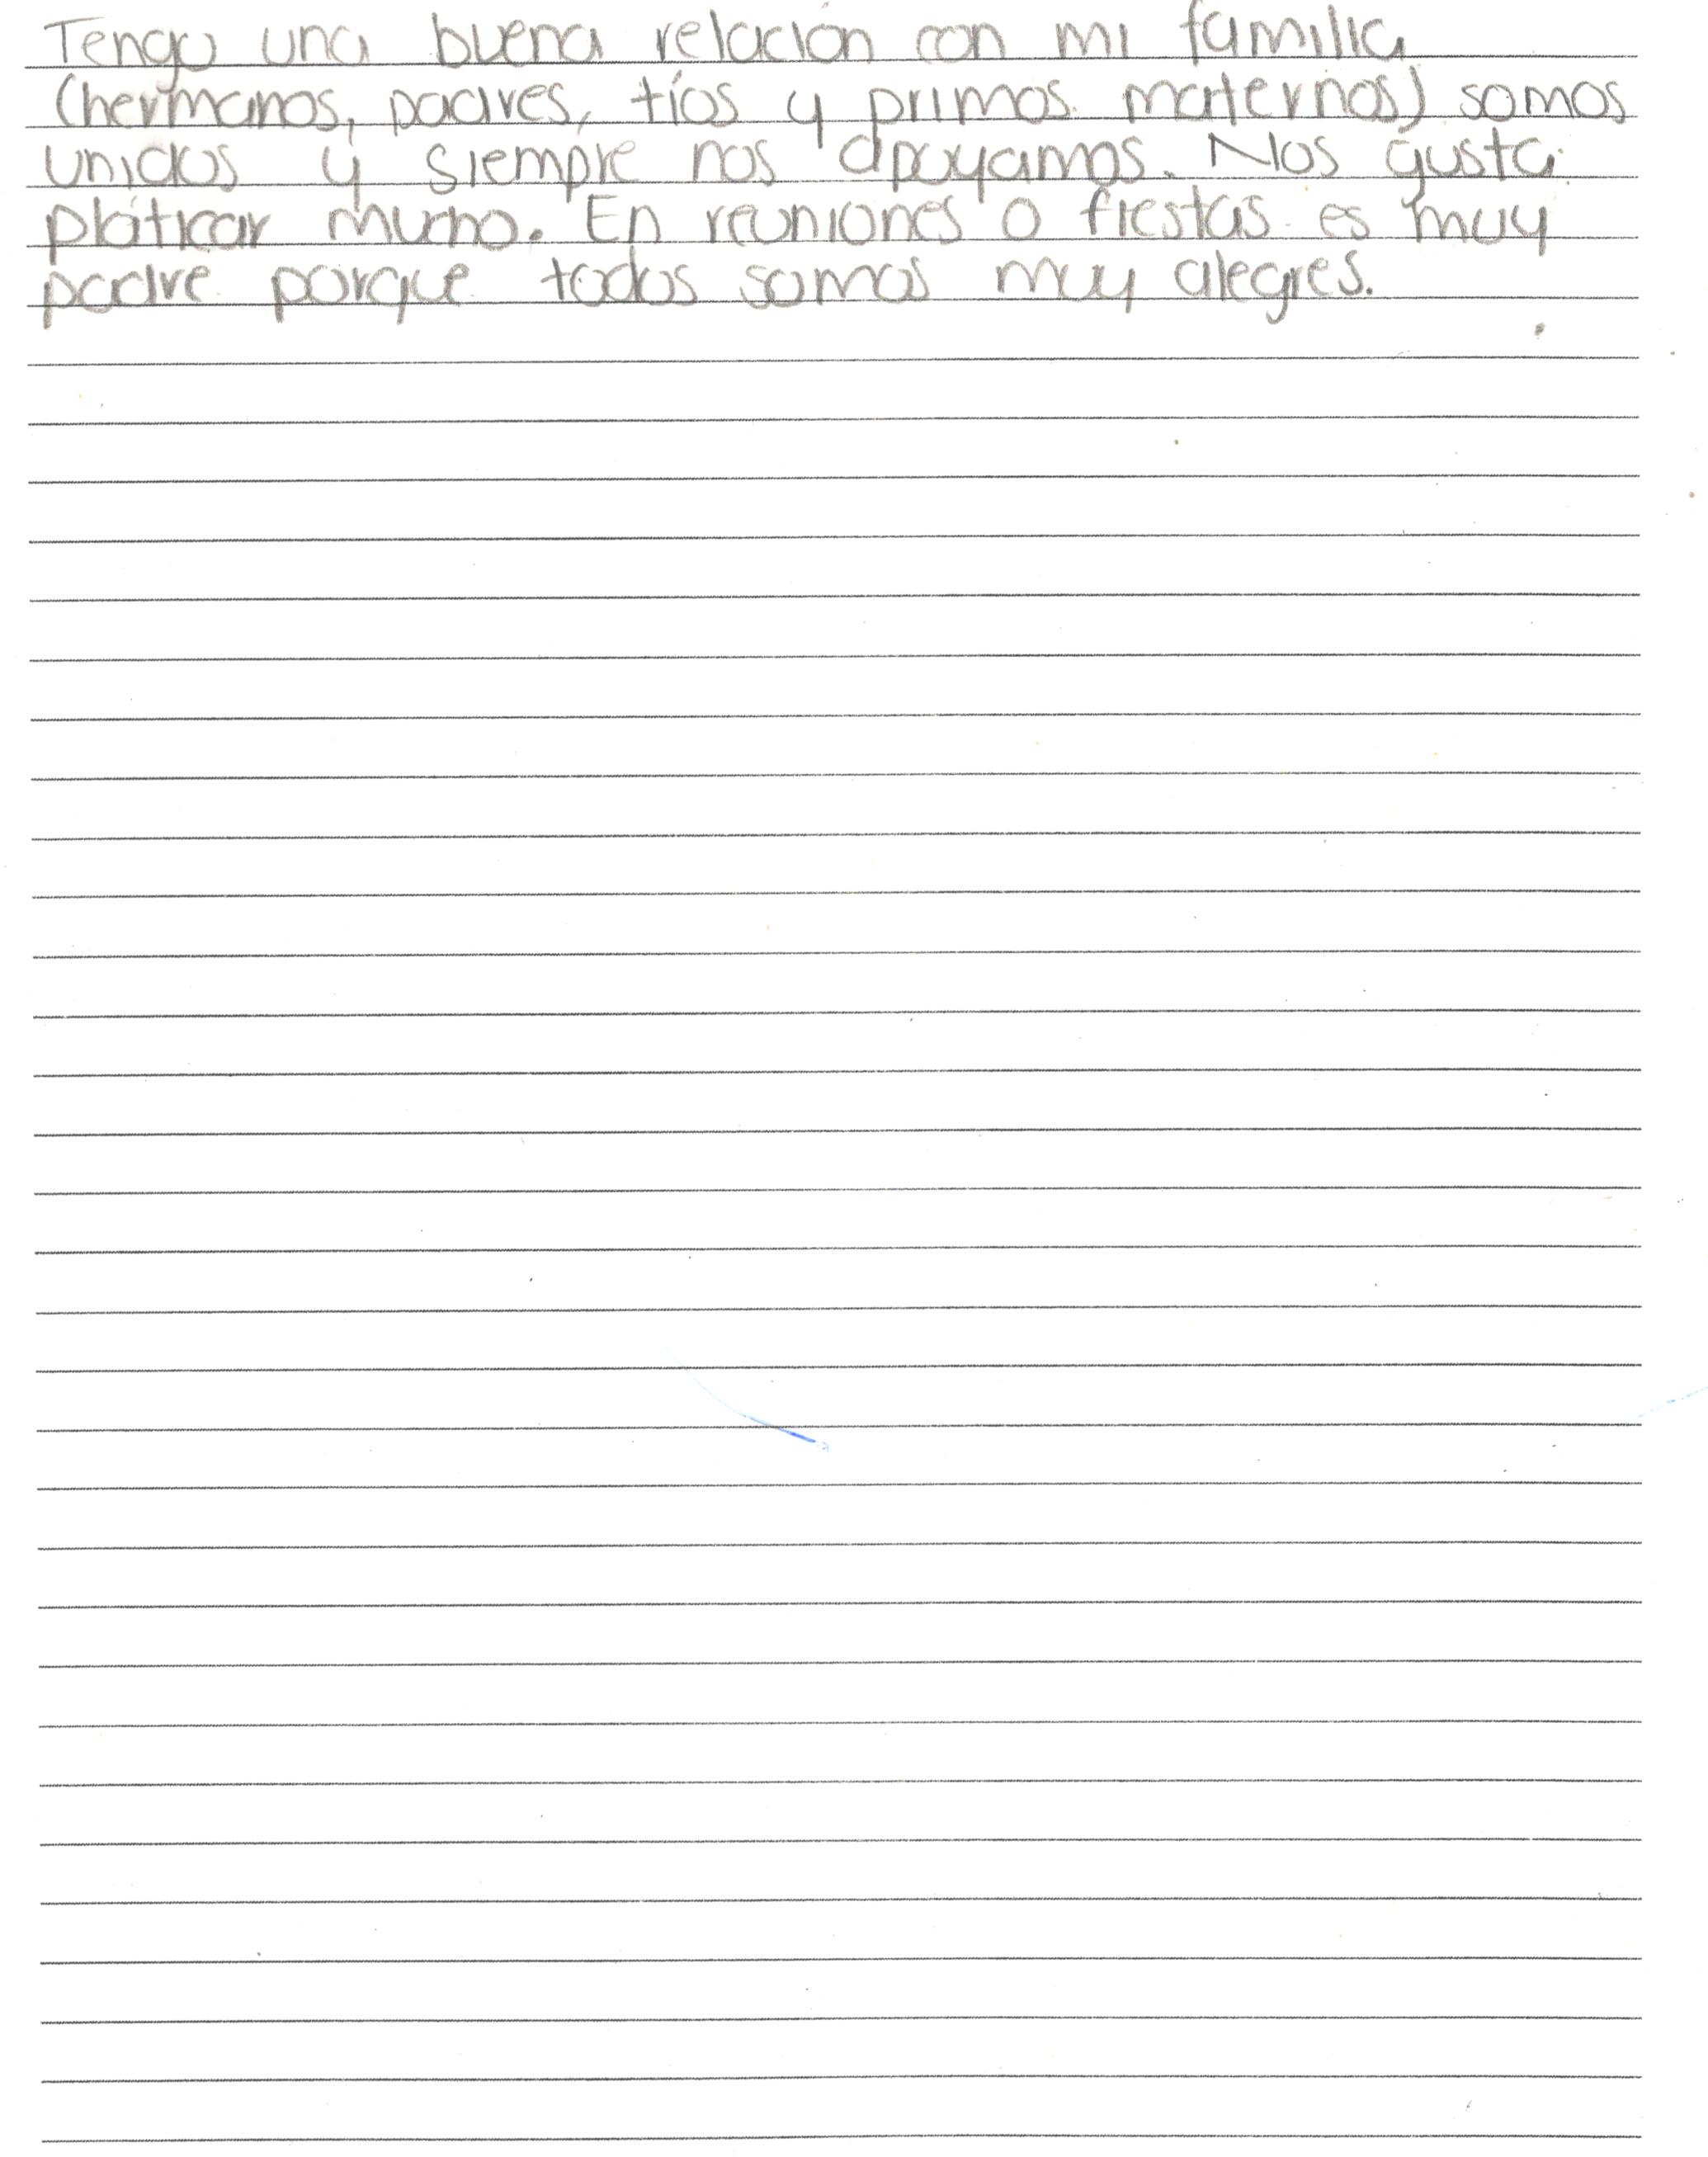 Tengo una buena relación con mi familia
(hermanos, padres, tíos y primos maternos) somos
unidos y siempre nos apoyamos. Nos gusta
platicar mucho. En reuniones o fiestas es muy
padre porque todos somos muy alegres.